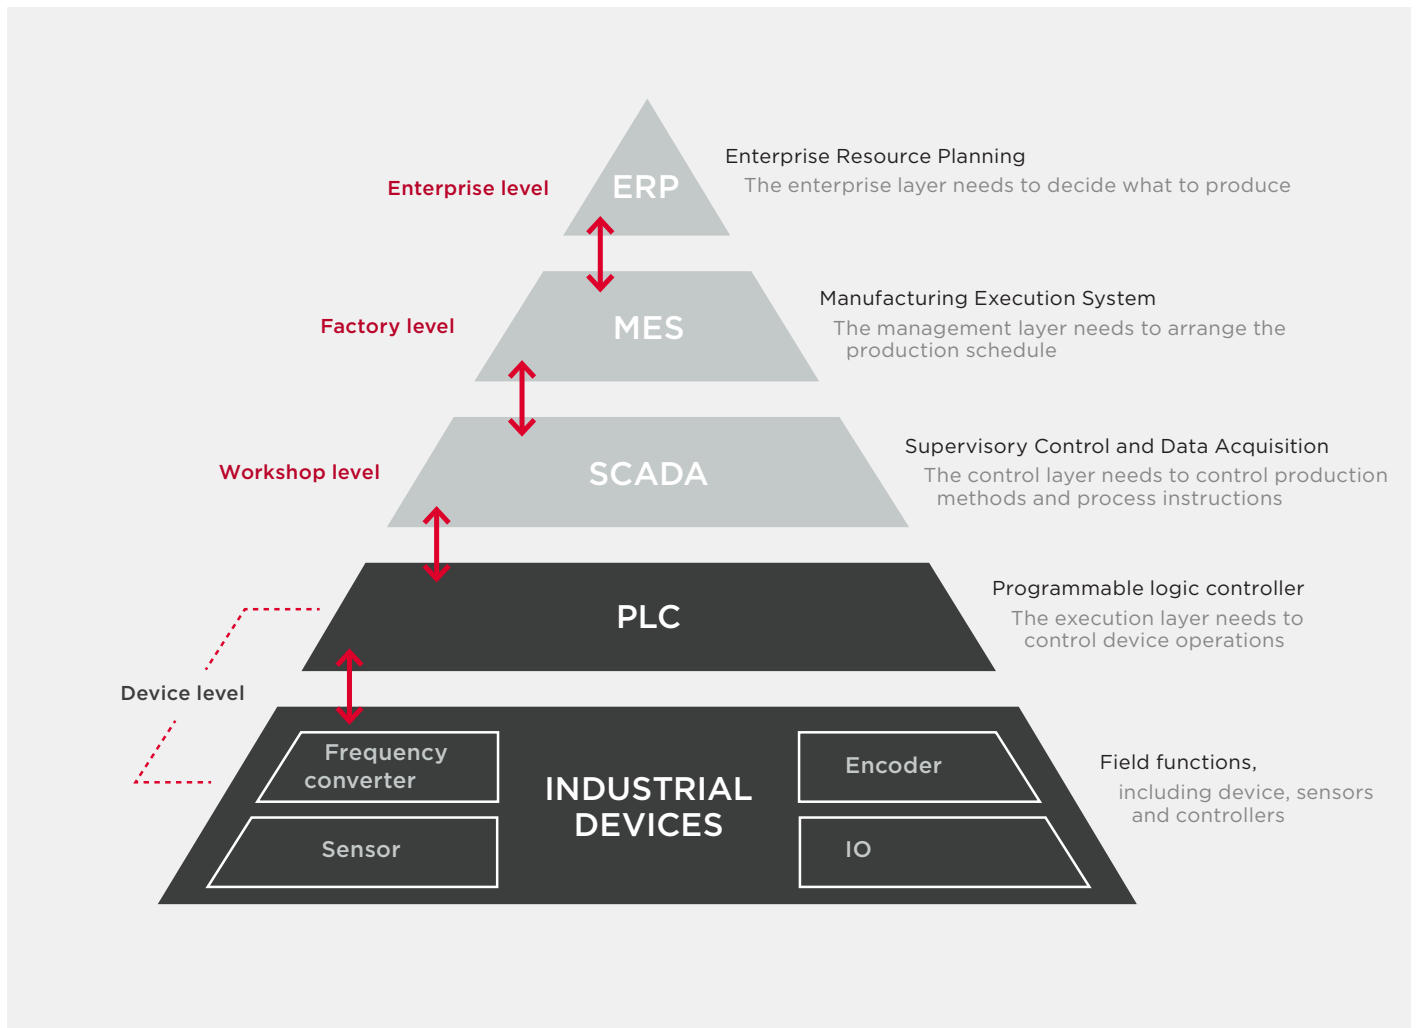 Enterprise level
ERP
Enterprise Resource Planning
The enterprise layer needs to decide what to produce
Factory level
MES
Manufacturing Execution System
The management layer needs to arrange the
production schedule
Workshop level
SCADA
Supervisory Control and Data Acquisition
The control layer needs to control production
methods and process instructions
PLC
Programmable logic controller
The execution layer needs to
control device operations
Device level
Frequency
converter
Sensor
INDUSTRIAL
DEVICES
Encoder
IO
Field functions,
including device, sensors
and controllers